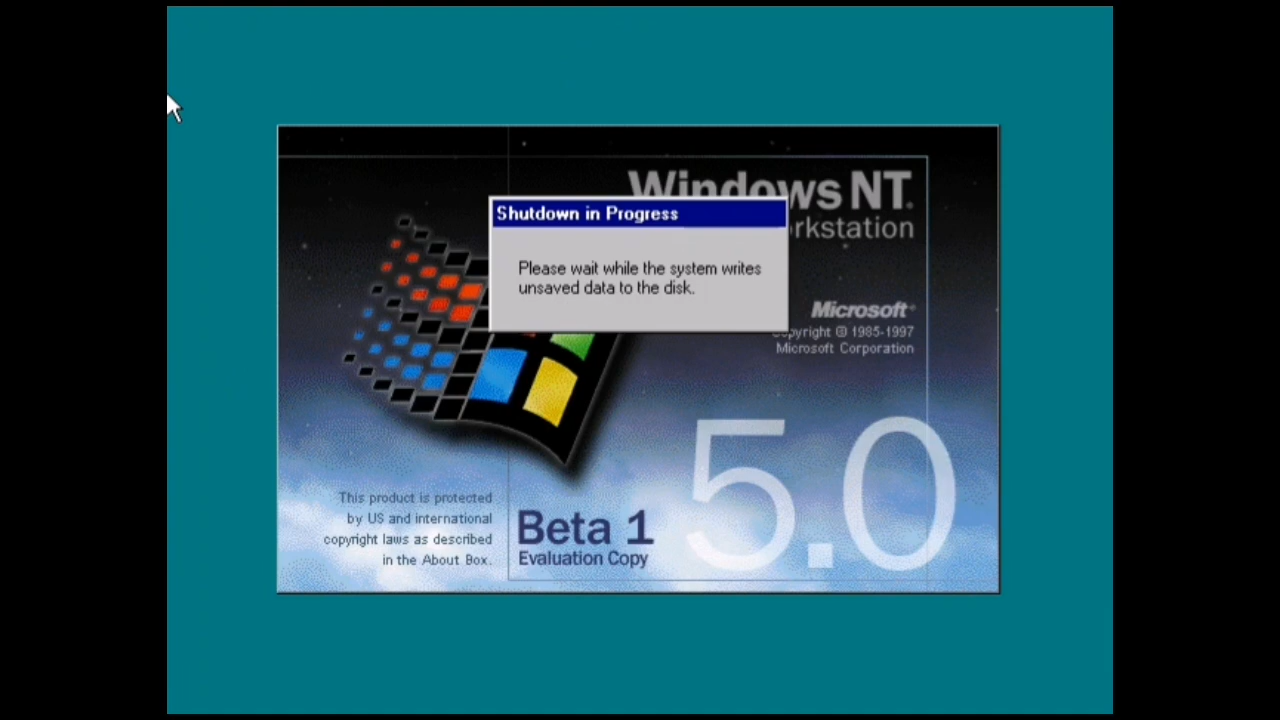 Windows NT.
rkstation
Shutdown in Progress
Please wait while the system writes
unsaved data to the disk.
Microsoft
Copyright © 1985-1997
Microsoft Corporation
5.0
This product is protected
by US and international
copyright laws as described
in the About Box.
Beta 1
Evaluation Copy